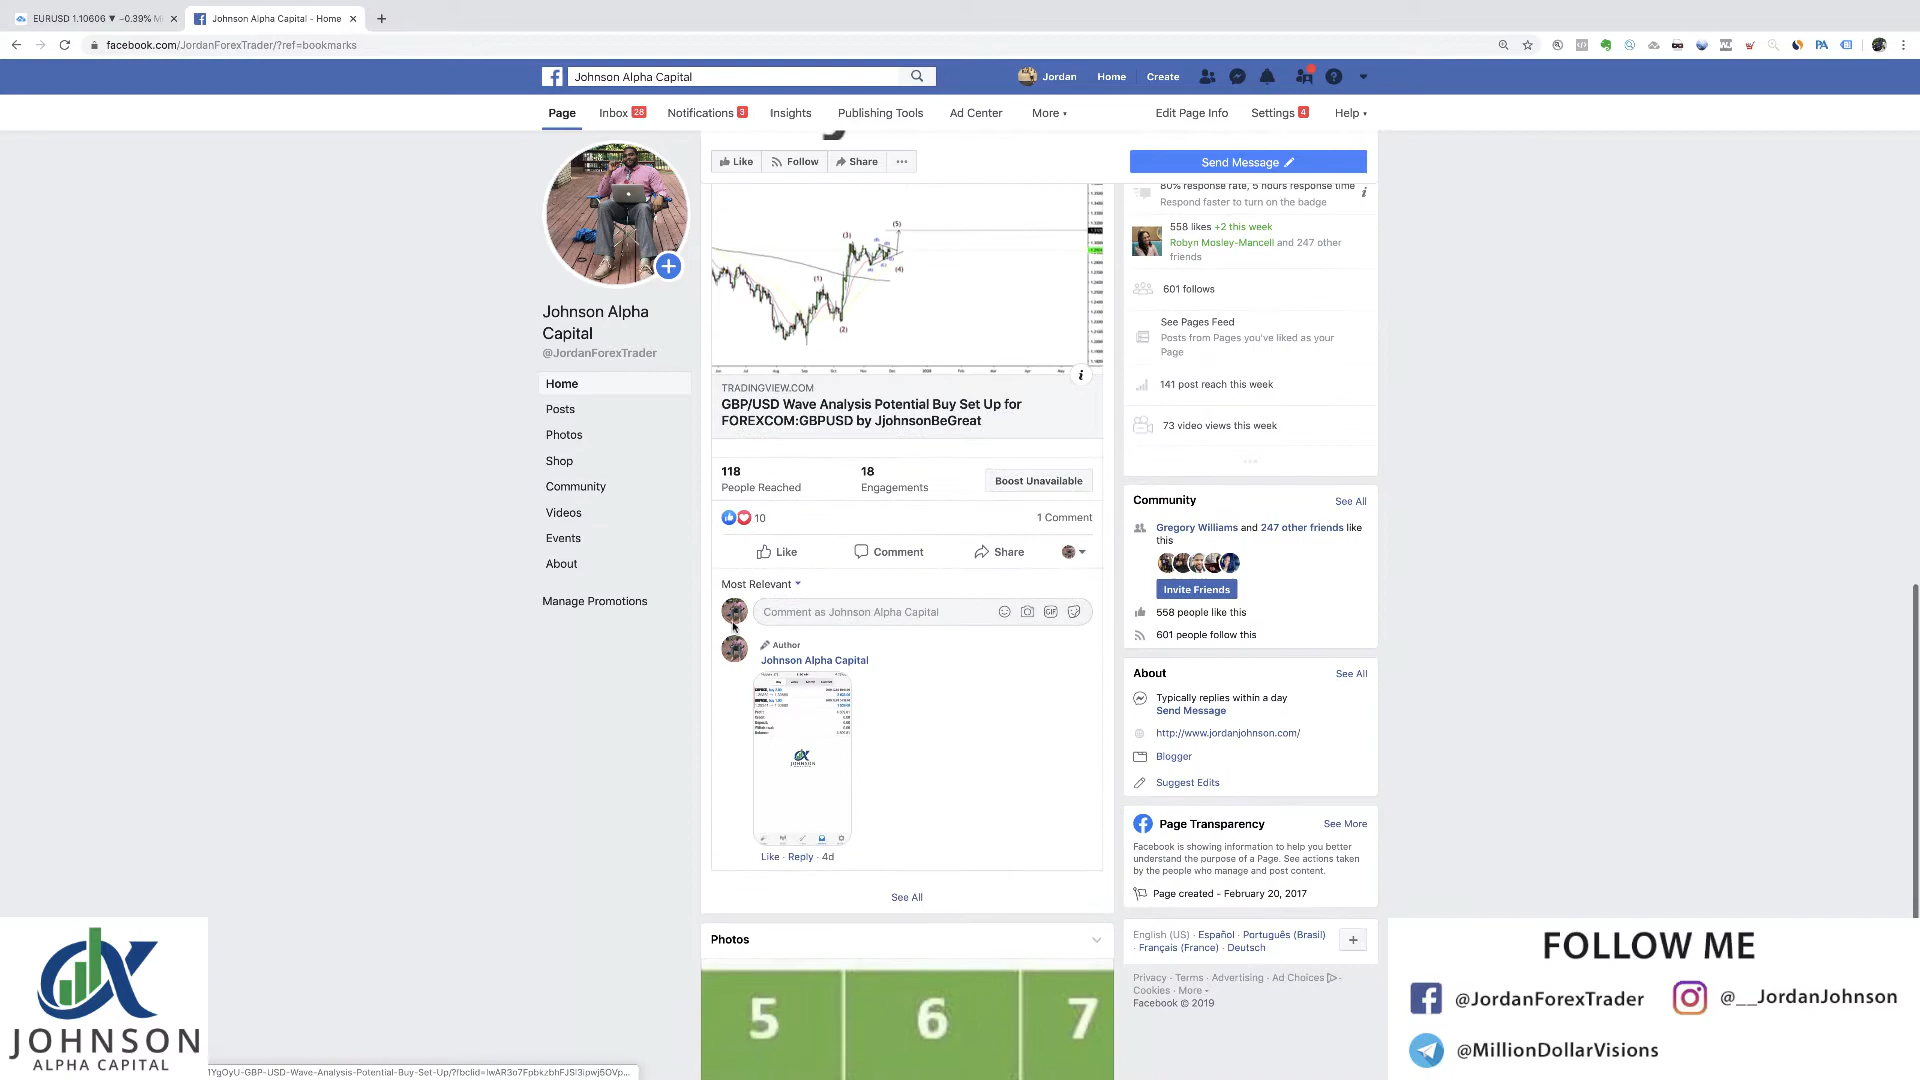 EURUSD 1.10606 ▼ −0.39%
Johnson Alpha Capital - Home
facebook.com/JordanForexTrader/?ref=bookmarks
Johnson Alpha Capital
Jordan
Home
Create
Page
Inbox 28
Notifications 3
Insights
Publishing Tools
Ad Center
More
Edit Page Info
Settings 4
Help
Like
Follow
Share
Send Message
Johnson Alpha
Capital
@JordanForexTrader
Home
Posts
Photos
Shop
Community
Videos
Events
About
Manage Promotions
(1)
(2)
(3)
(4)
(5)
TRADINGVIEW.COM
GBP/USD Wave Analysis Potential Buy Set Up for
FOREXCOM:GBPUSD by JjohnsonBeGreat
118
People Reached
18
Engagements
Boost Unavailable
10
1 Comment
Like
Comment
Share
Most Relevant
Comment as Johnson Alpha Capital
GIF
Author
Johnson Alpha Capital
JOHNSON
Like · Reply · 4d
See All
Photos
5 6 7
80% response rate, 5 hours response time
Respond faster to turn on the badge
558 likes +2 this week
Robyn Mosley-Mancell and 247 other
friends
601 follows
See Pages Feed
Posts from Pages you've liked as your
Page
141 post reach this week
73 video views this week
Community
See All
Gregory Williams and 247 other friends like
this
Invite Friends
558 people like this
601 people follow this
About
See All
Typically replies within a day
Send Message
http://www.jordanjohnson.com/
Blogger
Suggest Edits
Page Transparency
See More
Facebook is showing information to help you better
understand the purpose of a Page. See actions taken
by the people who manage and post content.
Page created - February 20, 2017
English (US) · Español · Português (Brasil)
· Français (France) · Deutsch
Privacy · Terms · Advertising · Ad Choices ·
Cookies · More
Facebook © 2019
JOHNSON
ALPHA CAPITAL
FOLLOW ME
@JordanForexTrader
@__JordanJohnson
@MillionDollarVisions